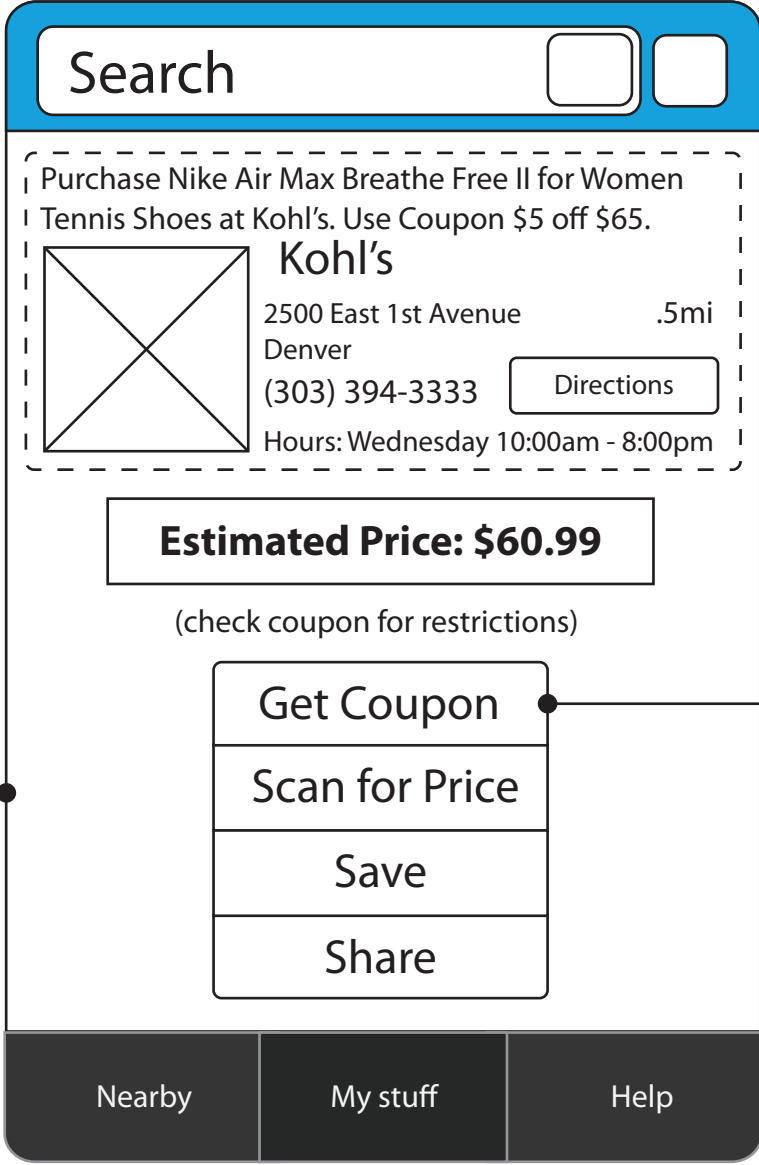 Search
Purchase Nike Air Max Breathe Free II for Women
Tennis Shoes at Kohl's. Use Coupon $5 off $65.
Kohl's
2500 East 1st Avenue .5mi
Denver
(303) 394-3333 Directions
Hours: Wednesday 10:00am - 8:00pm
Estimated Price: $60.99
(check coupon for restrictions)
Get Coupon
Scan for Price
Save
Share
Nearby My stuff Help